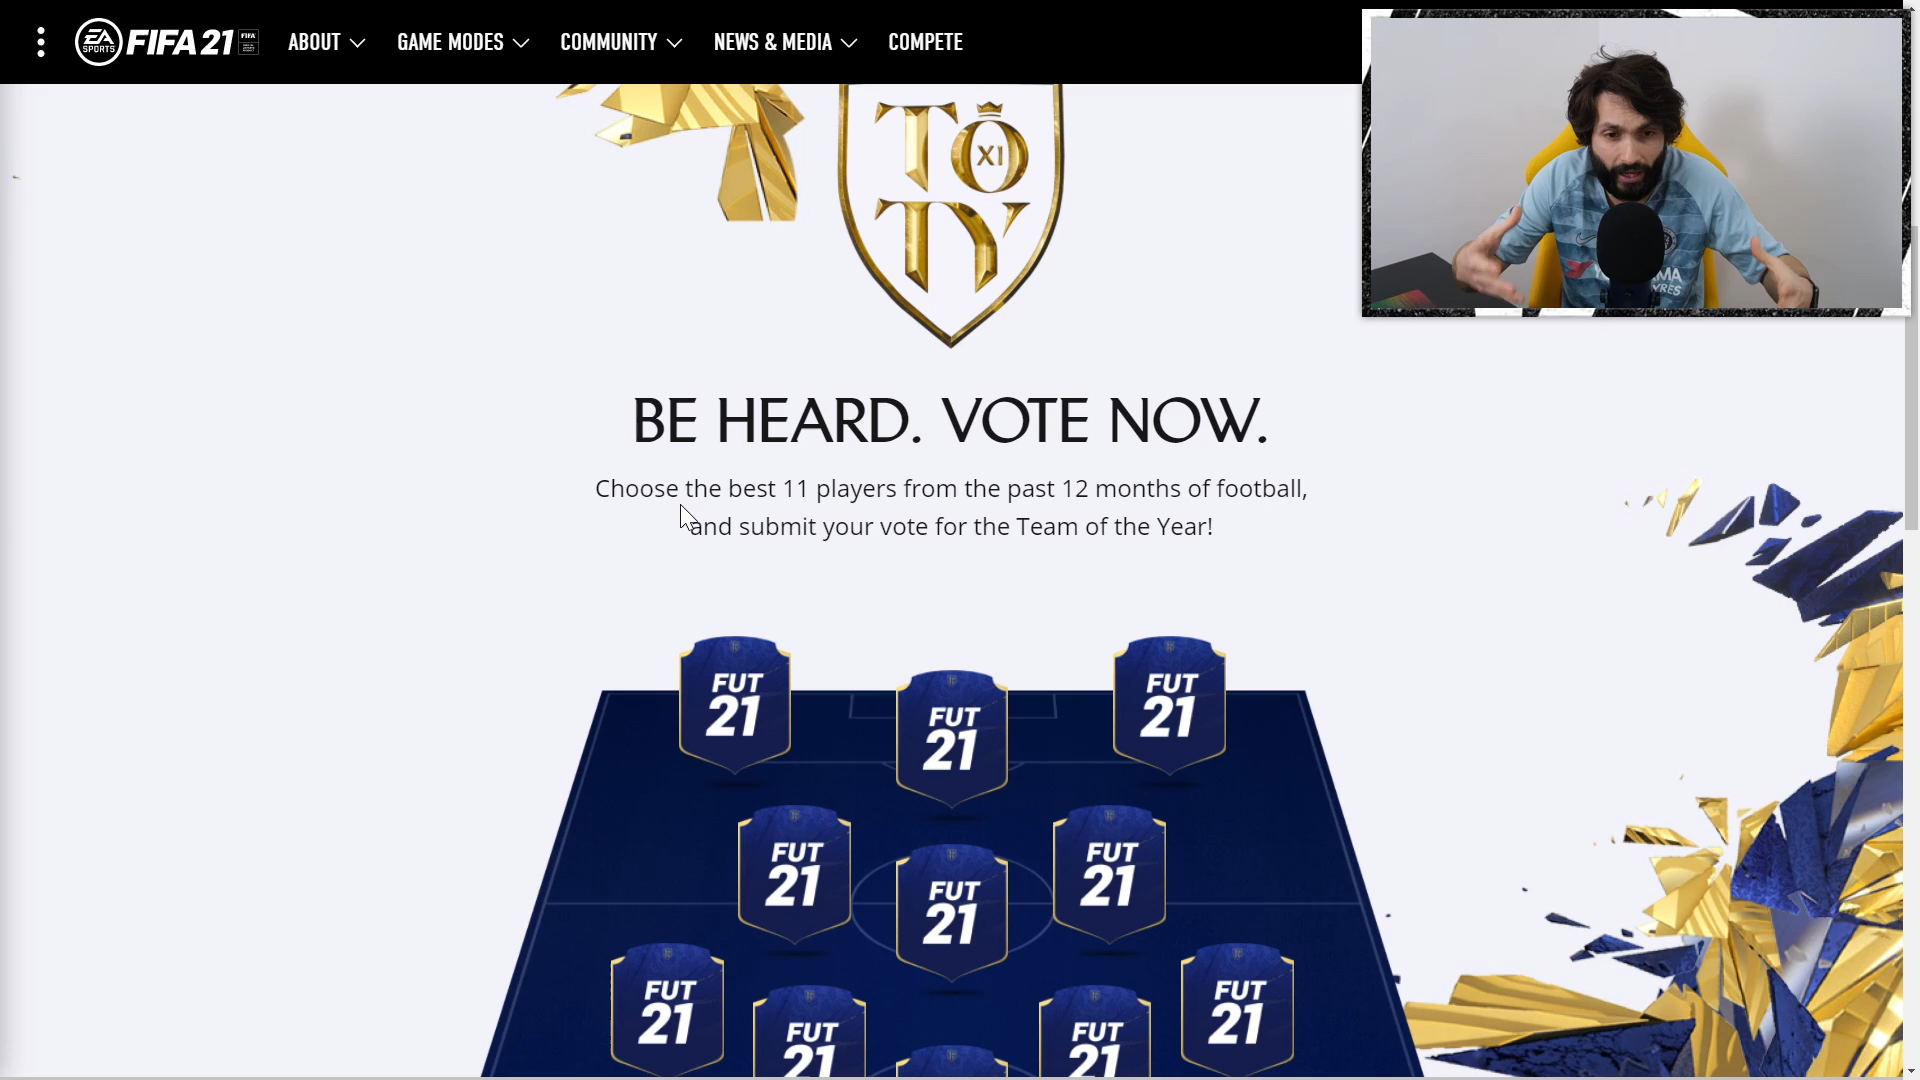 EA SPORTS FIFA 21 FIFA ABOUT GAME MODES COMMUNITY NEWS & MEDIA COMPETE
TO XI
TY
BE HEARD. VOTE NOW.
Choose the best 11 players from the past 12 months of football,
and submit your vote for the Team of the Year!
FUT 21
FUT 21
FUT 21
FUT 21
FUT 21
FUT 21
FUT 21
FUT 21
FUT 21
FUT 21